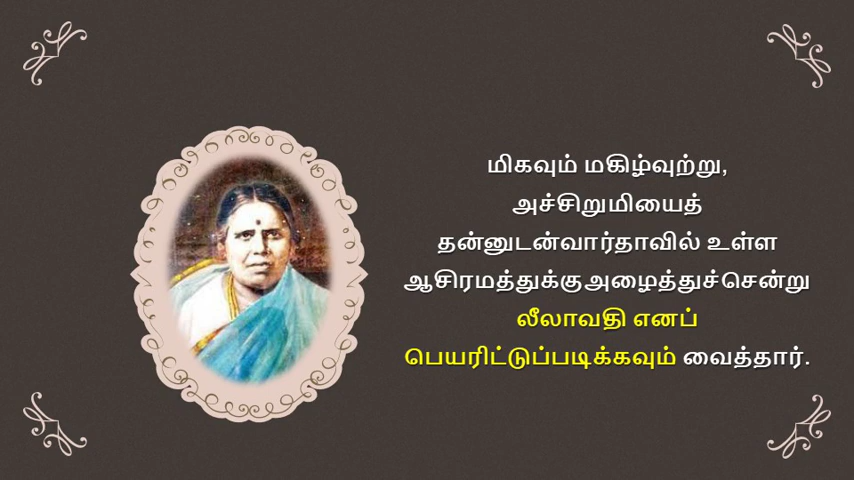 மிகவும் மகிழ்வுற்று,
அச்சிறுமியைத்
தன்னுடன்வார்தாவில் உள்ள
ஆசிரமத்துக்குஅழைத்துச்சென்று
லீலாவதி எனப்
பெயரிட்டுப்படிக்கவும் வைத்தார்.